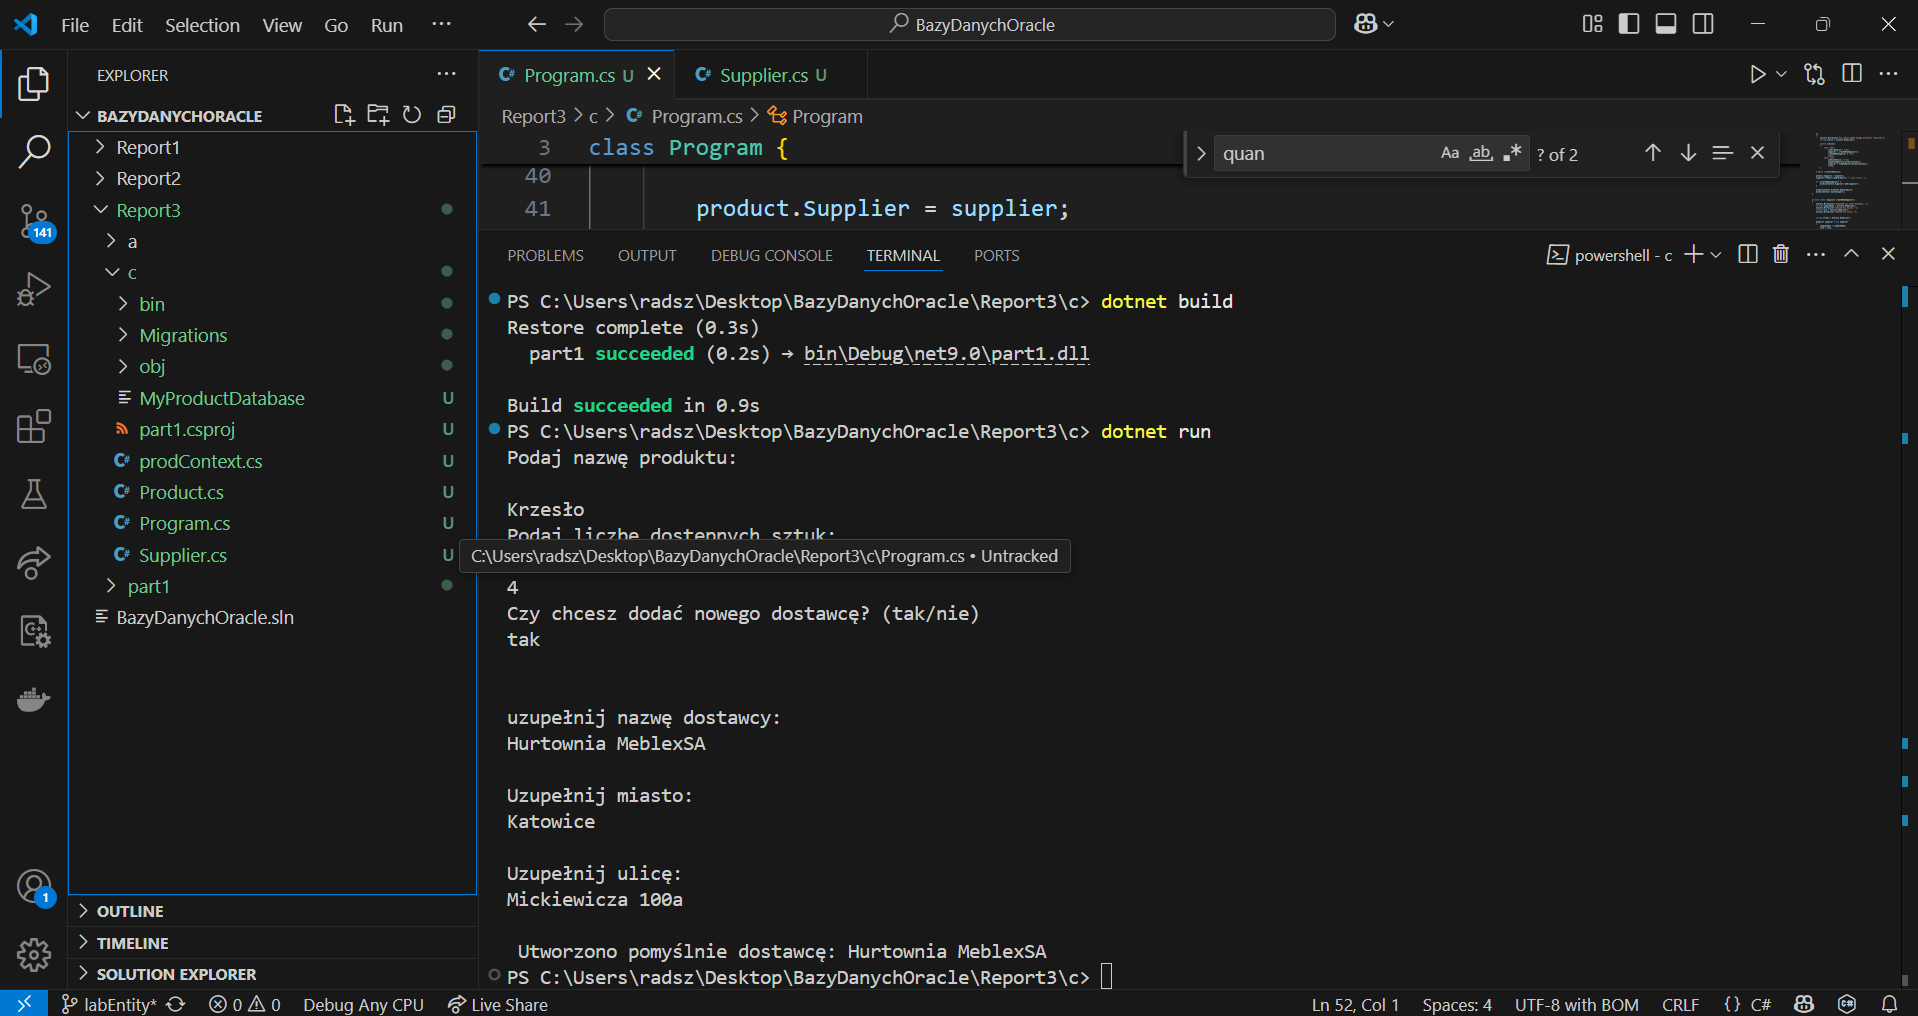 File Edit Selection View Go Run ···
BazyDanychOracle
EXPLORER
BAZYDANYCHORACLE
Report1
Report2
Report3
a
c
bin
Migrations
obj
MyProductDatabase U
part1.csproj U
prodContext.cs U
Product.cs U
Program.cs U
Supplier.cs U
part1
BazyDanychOracle.sln
OUTLINE
TIMELINE
SOLUTION EXPLORER
141
1
Program.cs U
Supplier.cs U
Report3 > c > Program.cs > Program
3 class Program {
40
41 product.Supplier = supplier;
quan Aa ab .* ? of 2
PROBLEMS OUTPUT DEBUG CONSOLE TERMINAL PORTS
powershell - c
PS C:\Users\radsz\Desktop\BazyDanychOracle\Report3\c> dotnet build
Restore complete (0.3s)
part1 succeeded (0.2s) → bin\Debug\net9.0\part1.dll
Build succeeded in 0.9s
PS C:\Users\radsz\Desktop\BazyDanychOracle\Report3\c> dotnet run
Podaj nazwę produktu:
Krzesło
Podaj liczbę dostępnych sztuk:
C:\Users\radsz\Desktop\BazyDanychOracle\Report3\c\Program.cs • Untracked
4
Czy chcesz dodać nowego dostawcę? (tak/nie)
tak
uzupełnij nazwę dostawcy:
Hurtownia MeblexSA
Uzupełnij miasto:
Katowice
Uzupełnij ulicę:
Mickiewicza 100a
Utworzono pomyślnie dostawcę: Hurtownia MeblexSA
PS C:\Users\radsz\Desktop\BazyDanychOracle\Report3\c>
labEntity* 0 0 Debug Any CPU Live Share
Ln 52, Col 1 Spaces: 4 UTF-8 with BOM CRLF {} C#